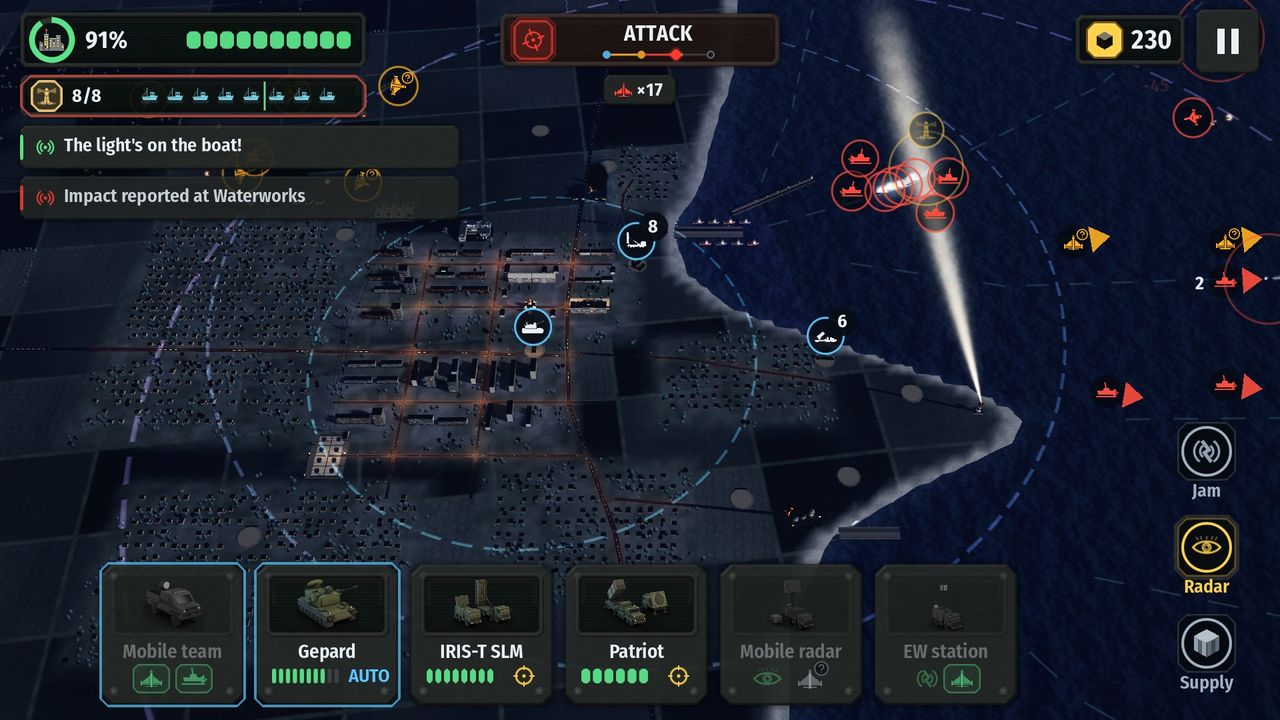 91%
ATTACK
230
8/8
×17
-45
The light's on the boat!
Impact reported at Waterworks
8
?
?
?
?
?
2
6
Jam
Radar
Supply
Mobile team
Gepard
AUTO
IRIS-T SLM
Patriot
Mobile radar
?
EW station